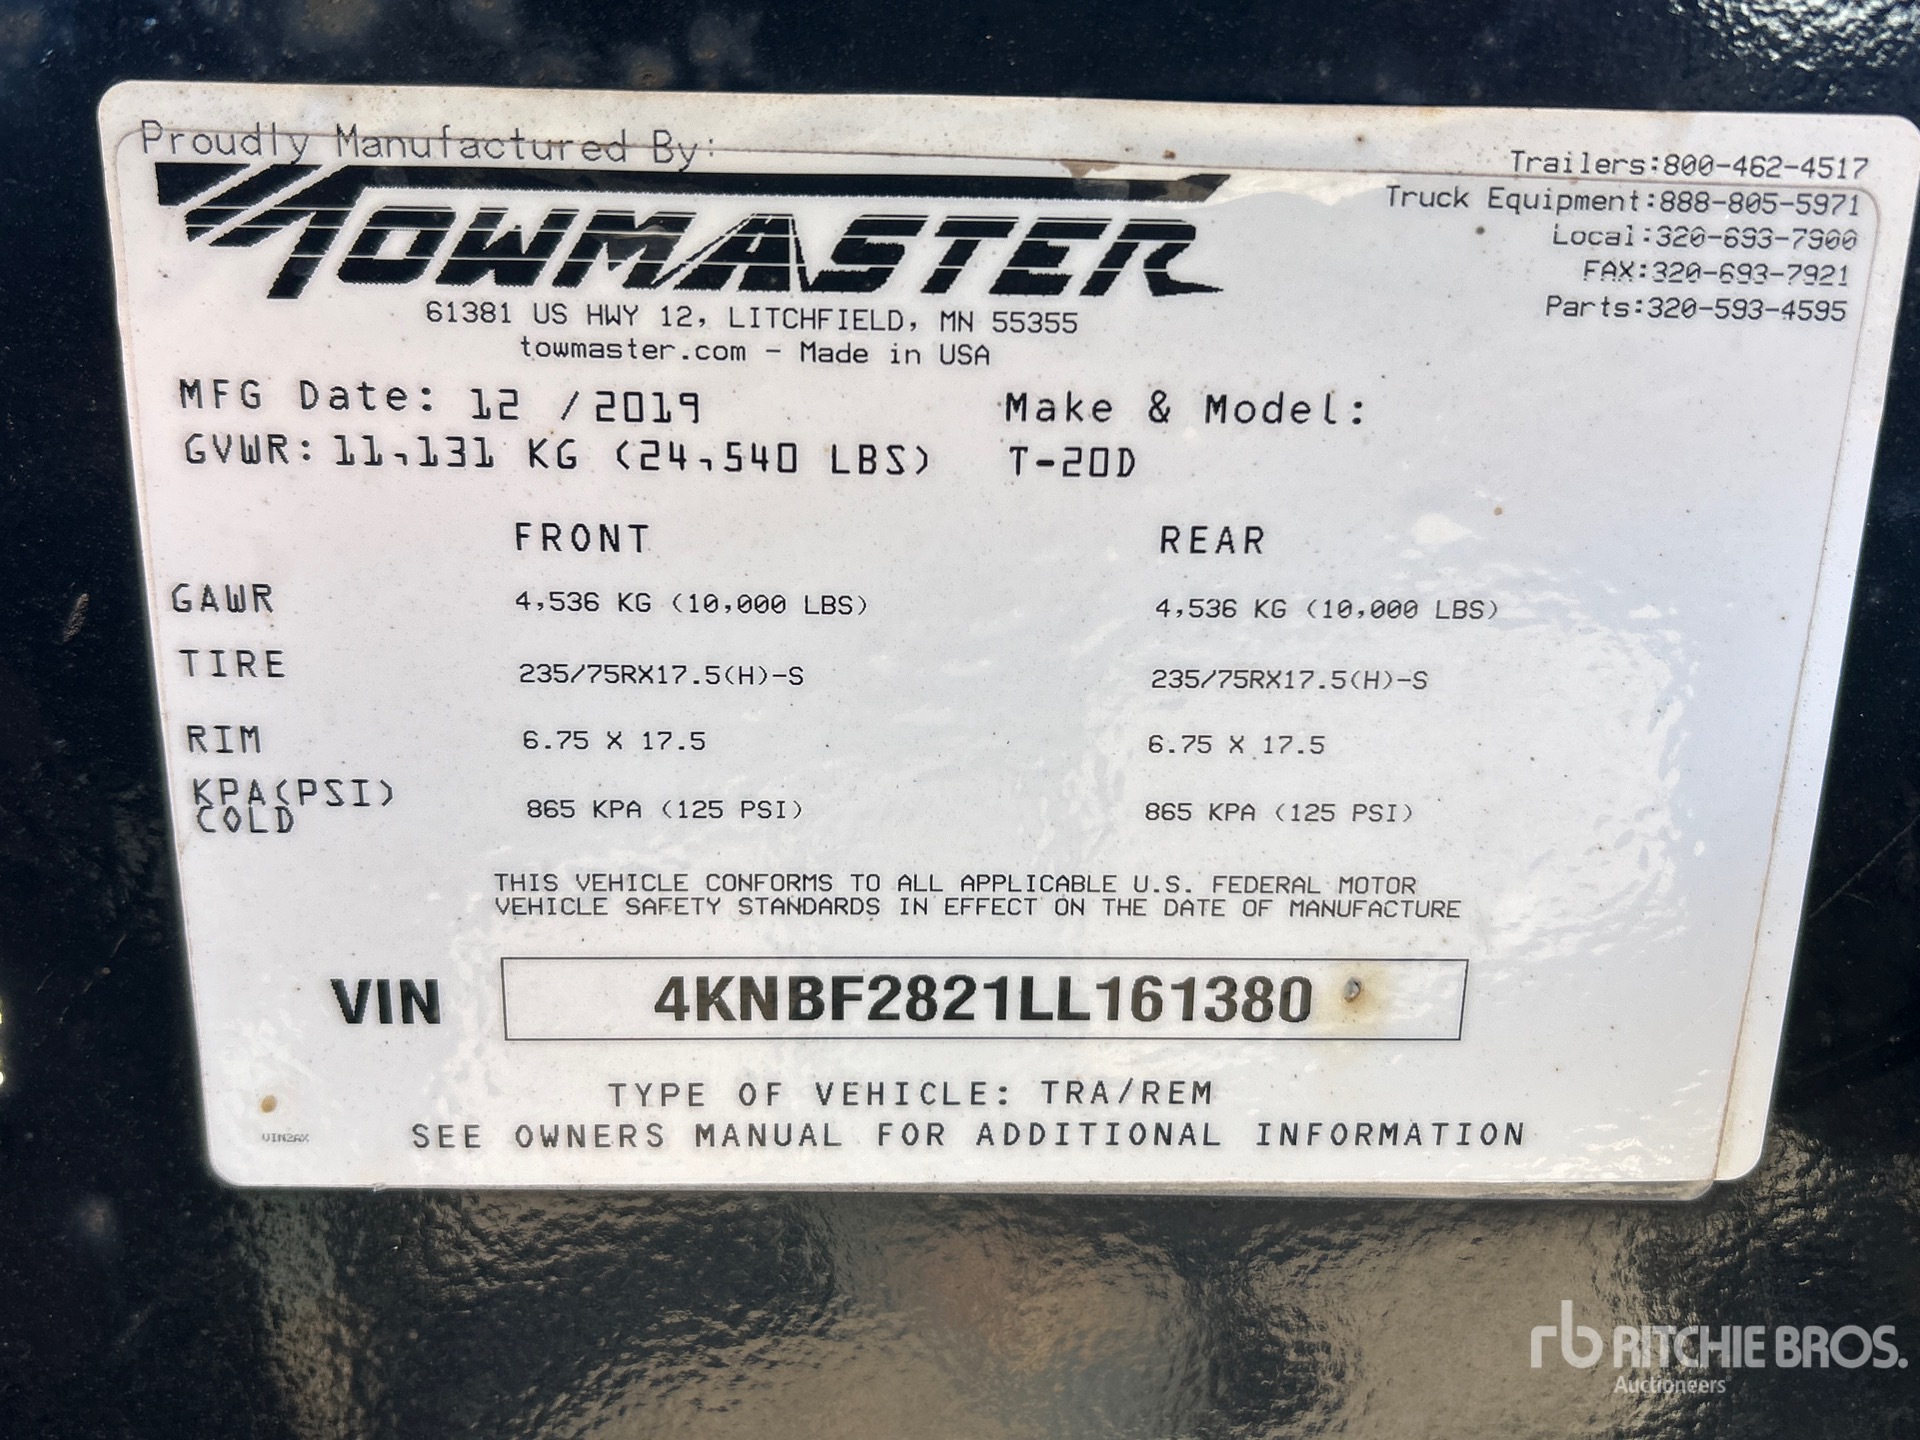 Proudly Manufactured By:
TOWMASTER
61381 US HWY 12, LITCHFIELD, MN 55355
towmaster.com - Made in USA
Trailers:800-462-4517
Truck Equipment:888-805-5971
Local:320-693-7900
FAX:320-693-7921
Parts:320-593-4595
MFG Date: 12 /2019
Make & Model:
GVWR: 11,131 KG (24,540 LBS)
T-20D
FRONT REAR
GAWR 4,536 KG (10,000 LBS) 4,536 KG (10,000 LBS)
TIRE 235/75RX17.5(H)-S 235/75RX17.5(H)-S
RIM 6.75 X 17.5 6.75 X 17.5
KPA(PSI) COLD 865 KPA (125 PSI) 865 KPA (125 PSI)
THIS VEHICLE CONFORMS TO ALL APPLICABLE U.S. FEDERAL MOTOR
VEHICLE SAFETY STANDARDS IN EFFECT ON THE DATE OF MANUFACTURE
VIN 4KNBF2821LL161380
TYPE OF VEHICLE: TRA/REM
VIN2AX
SEE OWNERS MANUAL FOR ADDITIONAL INFORMATION
rb RITCHIE BROS.
Auctioneers